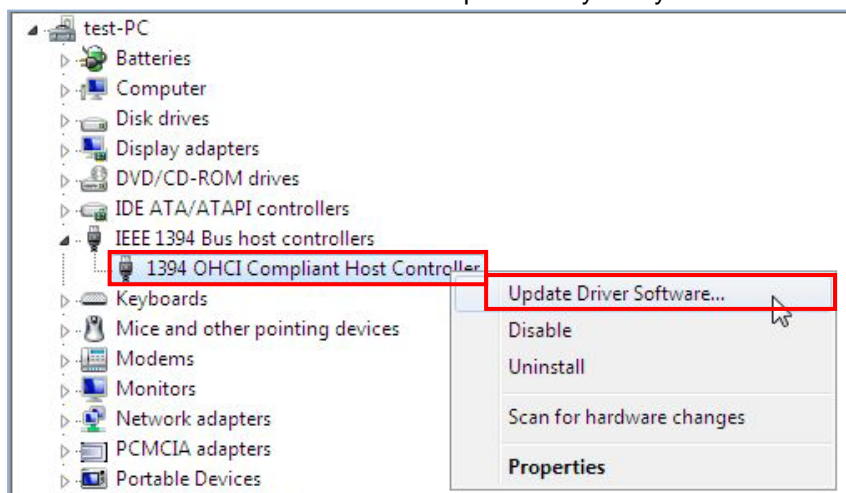 test-PC
Batteries
Computer
Disk drives
Display adapters
DVD/CD-ROM drives
IDE ATA/ATAPI controllers
IEEE 1394 Bus host controllers
1394 OHCI Compliant Host Controller
Keyboards
Mice and other pointing devices
Modems
Monitors
Network adapters
PCMCIA adapters
Portable Devices
Update Driver Software...
Disable
Uninstall
Scan for hardware changes
Properties